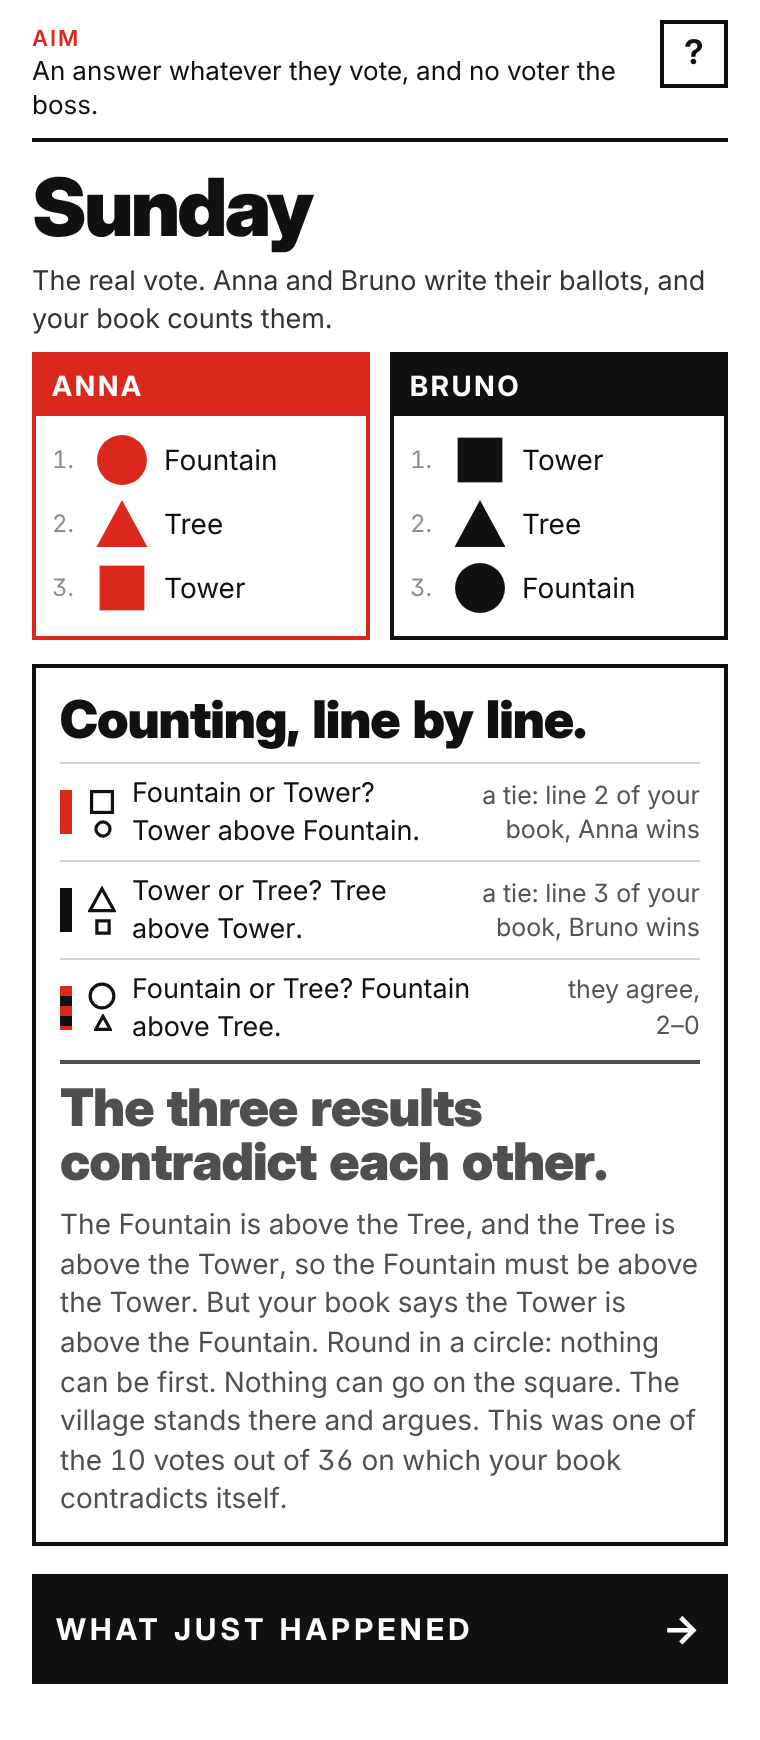 AIM
An answer whatever they vote, and no voter the
boss.
?
Sunday
The real vote. Anna and Bruno write their ballots, and
your book counts them.
ANNA
1. Fountain
2. Tree
3. Tower
BRUNO
1. Tower
2. Tree
3. Fountain
Counting, line by line.
Fountain or Tower?
Tower above Fountain.
a tie: line 2 of your
book, Anna wins
Tower or Tree? Tree
above Tower.
a tie: line 3 of your
book, Bruno wins
Fountain or Tree? Fountain
above Tree.
they agree,
2–0
The three results
contradict each other.
The Fountain is above the Tree, and the Tree is
above the Tower, so the Fountain must be above
the Tower. But your book says the Tower is
above the Fountain. Round in a circle: nothing
can be first. Nothing can go on the square. The
village stands there and argues. This was one of
the 10 votes out of 36 on which your book
contradicts itself.
WHAT JUST HAPPENED →